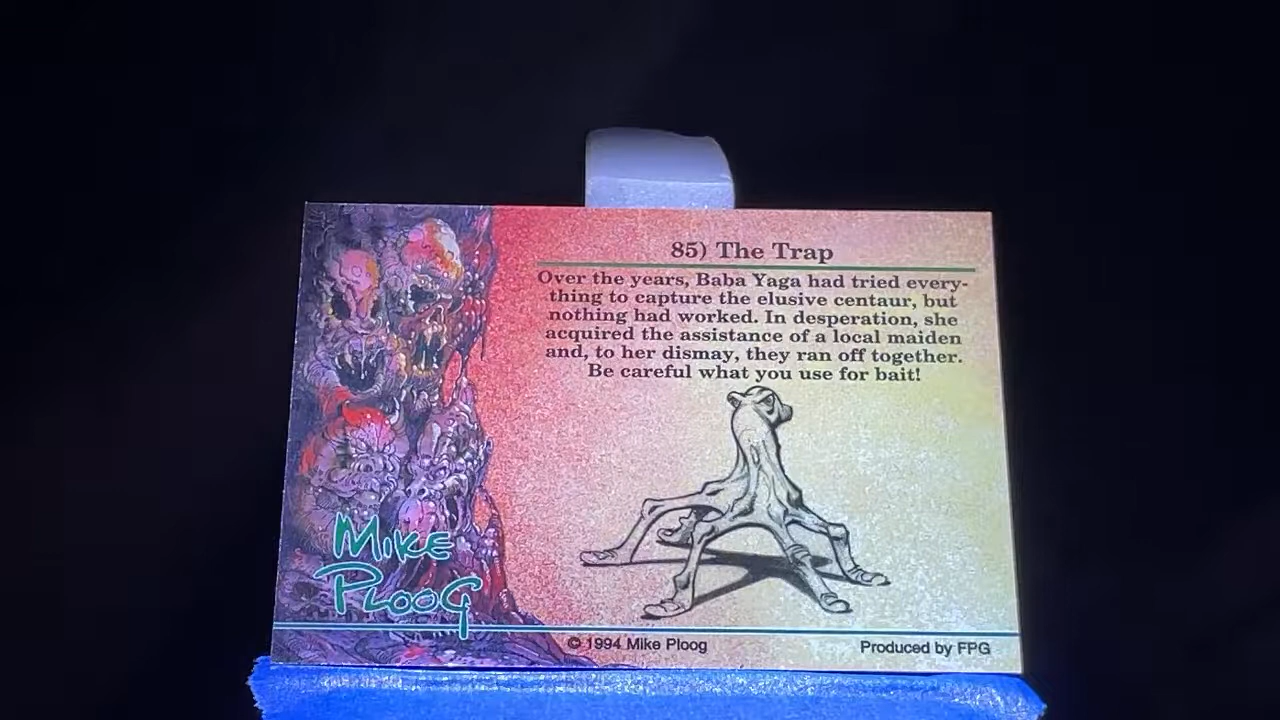 85) The Trap
Over the years, Baba Yaga had tried every-
thing to capture the elusive centaur, but
nothing had worked. In desperation, she
acquired the assistance of a local maiden
and, to her dismay, they ran off together.
Be careful what you use for bait!
MIKE
PLOOG
© 1994 Mike Ploog
Produced by FPG